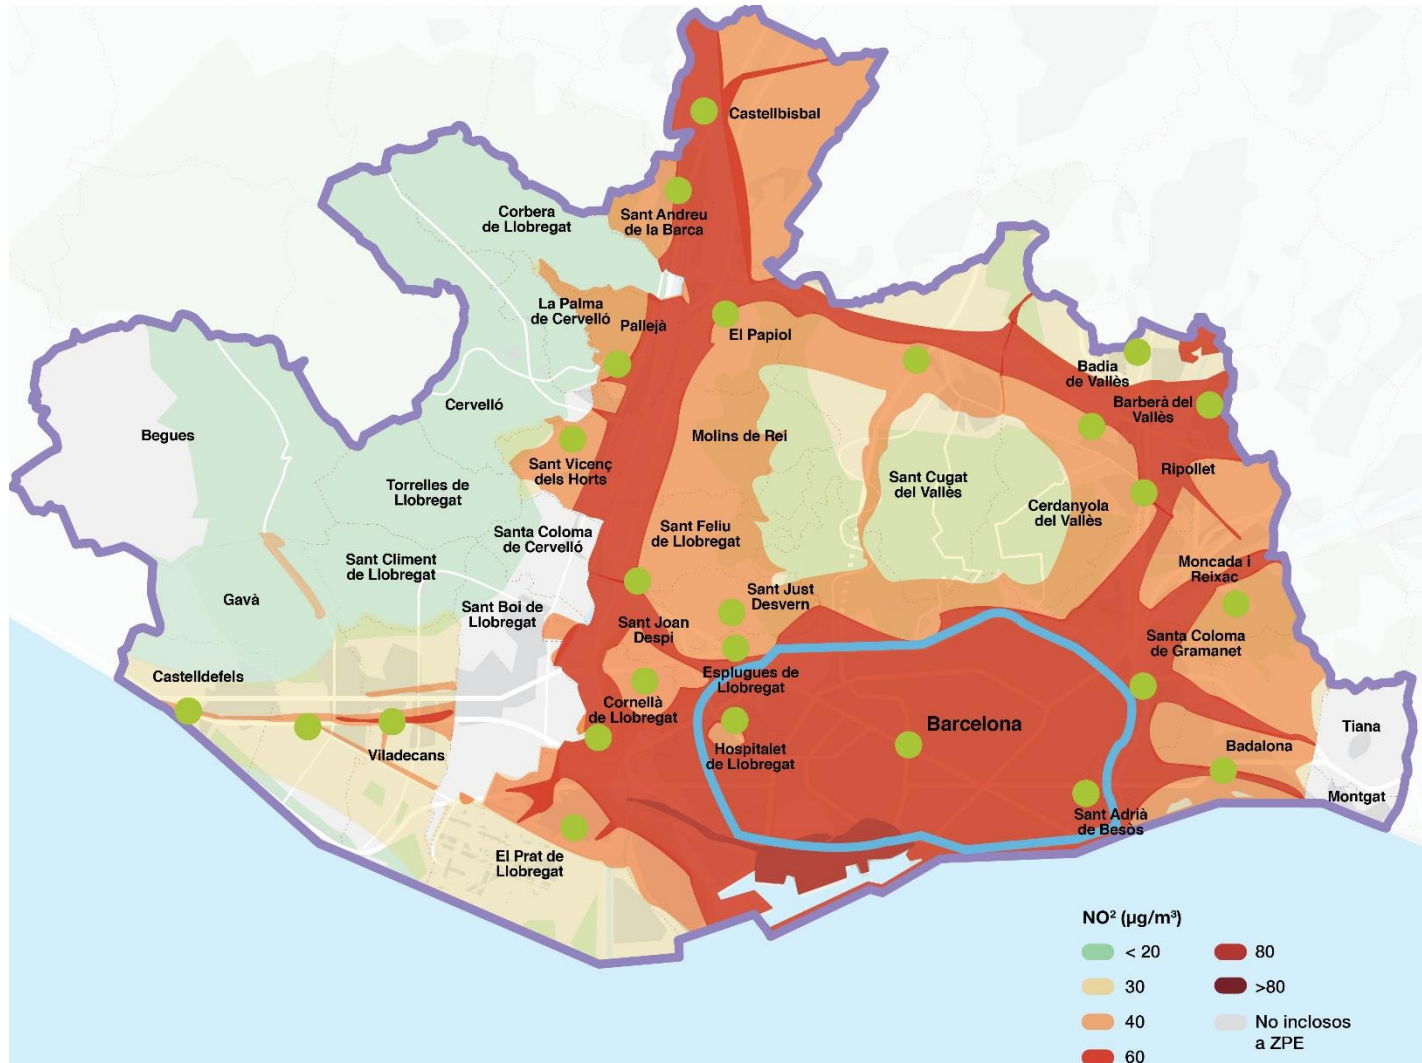 Castellbisbal
Corbera
de Llobregat
Sant Andreu
de la Barca
La Palma
de Cervelló
Pallejà
El Papiol
Badia
de Vallès
Barberà del
Vallès
Cervelló
Begues
Molins de Rei
Sant Vicenç
dels Horts
Torrelles de
Llobregat
Sant Cugat
del Vallès
Ripollet
Cerdanyola
del Vallès
Santa Coloma
de Cervelló
Sant Feliu
de Llobregat
Sant Climent
de Llobregat
Moncada i
Reixac
Gavà
Sant Boi de
Llobregat
Sant Just
Desvern
Sant Joan
Despi
Santa Coloma
de Gramanet
Castelldefels
Esplugues de
Llobregat
Cornellà
de Llobregat
Barcelona
Tiana
Viladecans
Hospitalet
de Llobregat
Badalona
Montgat
Sant Adrià
de Besòs
El Prat de
Llobregat
NO² (µg/m³)
< 20
30
40
60
80
>80
No inclosos
a ZPE